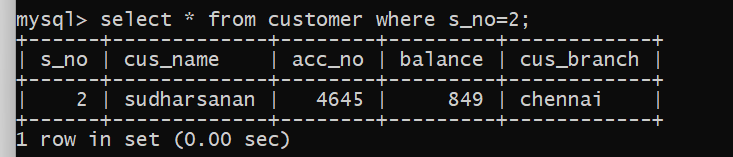 mysql> select * from customer where s_no=2;
+------+-------------+--------+---------+------------+
| s_no | cus_name    | acc_no | balance | cus_branch |
+------+-------------+--------+---------+------------+
|    2 | sudharsanan |   4645 |     849 | chennai    |
+------+-------------+--------+---------+------------+
1 row in set (0.00 sec)